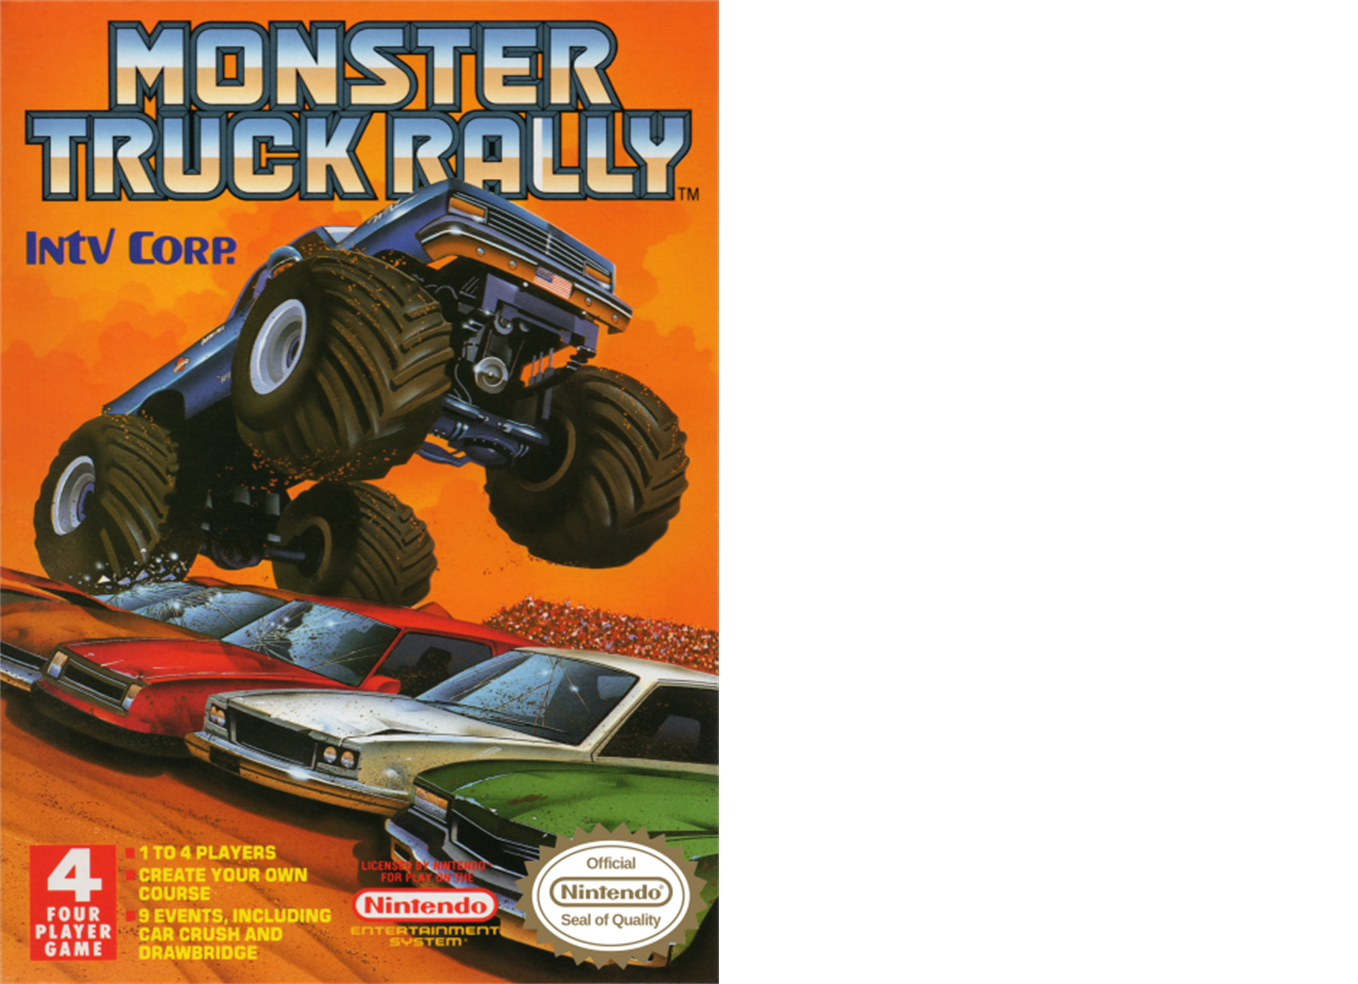 MONSTER
TRUCK RALLY™
INTV CORP.
4
FOUR
PLAYER
GAME
1 TO 4 PLAYERS
CREATE YOUR OWN
COURSE
9 EVENTS, INCLUDING
CAR CRUSH AND
DRAWBRIDGE
LICENSED BY NINTENDO
FOR PLAY ON THE
Nintendo
ENTERTAINMENT
SYSTEM
Official
Nintendo®
Seal of Quality